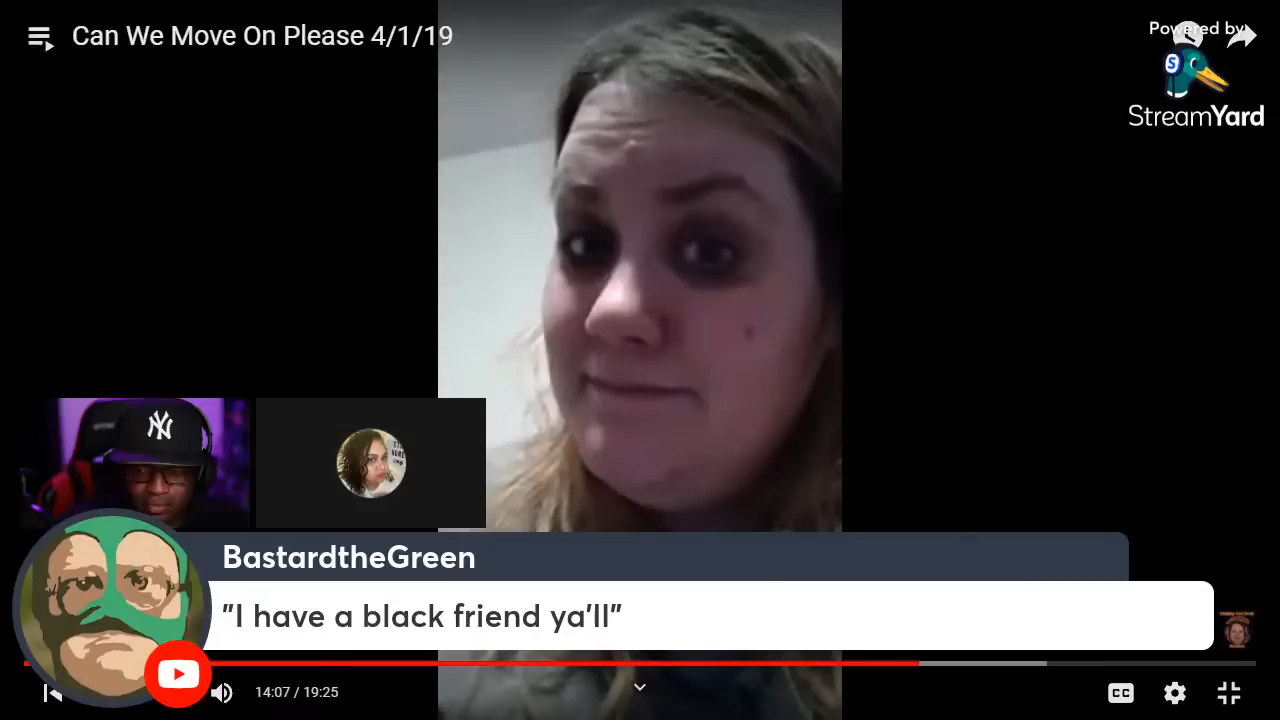 Can We Move On Please 4/1/19
Powered by
StreamYard
S
NY
BastardtheGreen
"I have a black friend ya'll"
14:07 / 19:25
CC